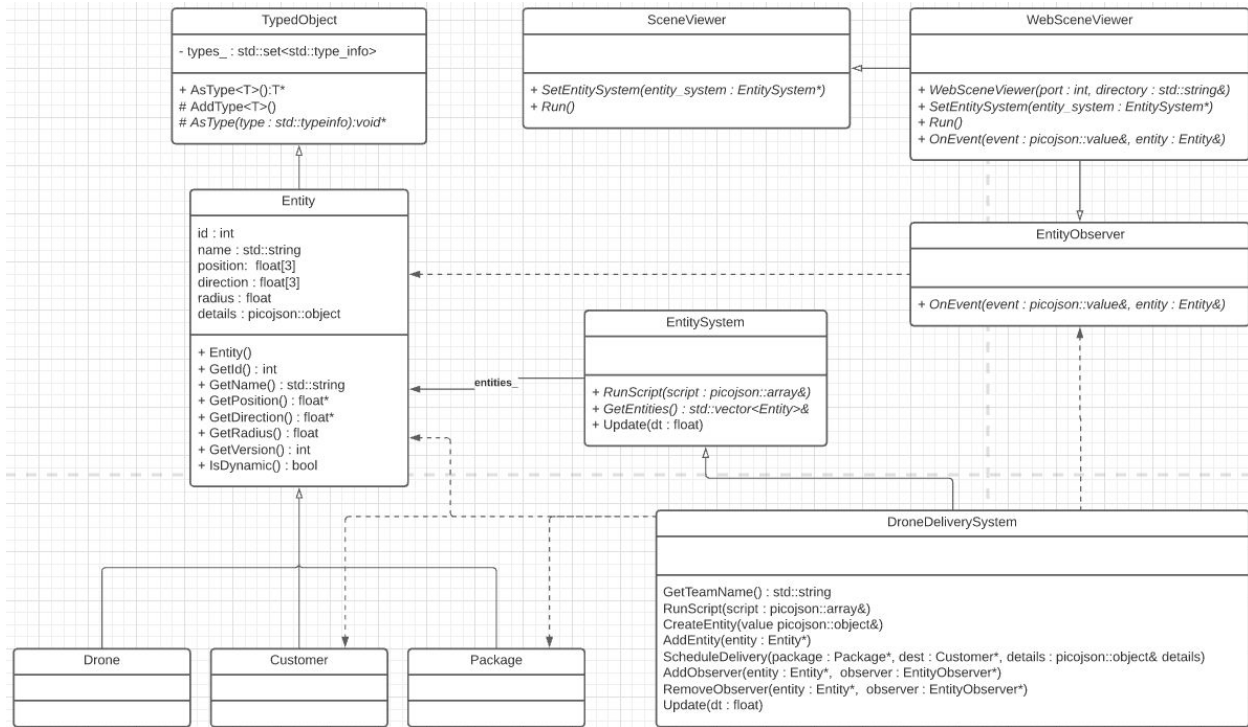 TypedObject
- types_ : std::set<std::type_info>
+ AsType<T>():T*
# AddType<T>()
# AsType(type : std::typeinfo):void*
SceneViewer
+ SetEntitySystem(entity_system : EntitySystem*)
+ Run()
WebSceneViewer
+ WebSceneViewer(port : int, directory : std::string&)
+ SetEntitySystem(entity_system : EntitySystem*)
+ Run()
+ OnEvent(event : picojson::value&, entity : Entity&)
Entity
id : int
name : std::string
position: float[3]
direction : float[3]
radius : float
details : picojson::object
+ Entity()
+ GetId() : int
+ GetName() : std::string
+ GetPosition() : float*
+ GetDirection() : float*
+ GetRadius() : float
+ GetVersion() : int
+ IsDynamic() : bool
EntityObserver
+ OnEvent(event : picojson::value&, entity : Entity&)
EntitySystem
+ RunScript(script : picojson::array&)
+ GetEntities() : std::vector<Entity>&
+ Update(dt : float)
entities_
DroneDeliverySystem
GetTeamName() : std::string
RunScript(script : picojson::array&)
CreateEntity(value picojson::object&)
AddEntity(entity : Entity*)
ScheduleDelivery(package : Package*, dest : Customer*, details : picojson::object& details)
AddObserver(entity : Entity*, observer : EntityObserver*)
RemoveObserver(entity : Entity*, observer : EntityObserver*)
Update(dt : float)
Drone
Customer
Package